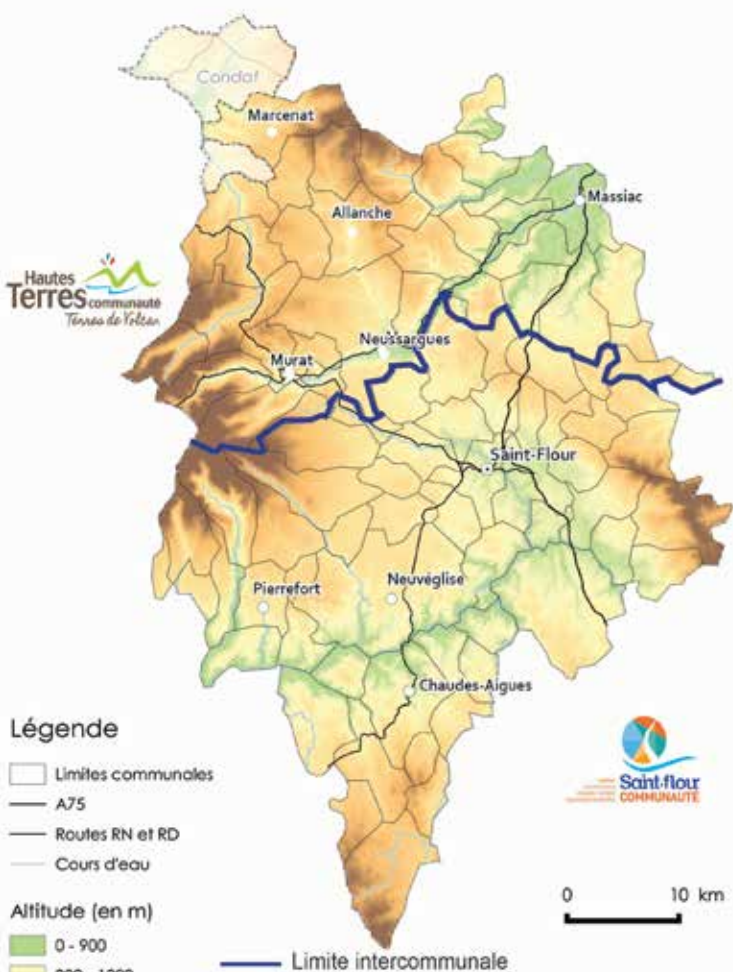 Condat
Marcenat
Massiac
Allanche
Hautes
Terres communauté
Terres de Volcan
Neussargues
Murat
Saint-Flour
Pierrefort
Neuvéglise
Chaudes-Aigues
Légende
Limites communales
A75
Routes RN et RD
Cours d'eau
Saint-flour
COMMUNAUTÉ
0 10 km
Altitude (en m)
0 - 900
Limite intercommunale